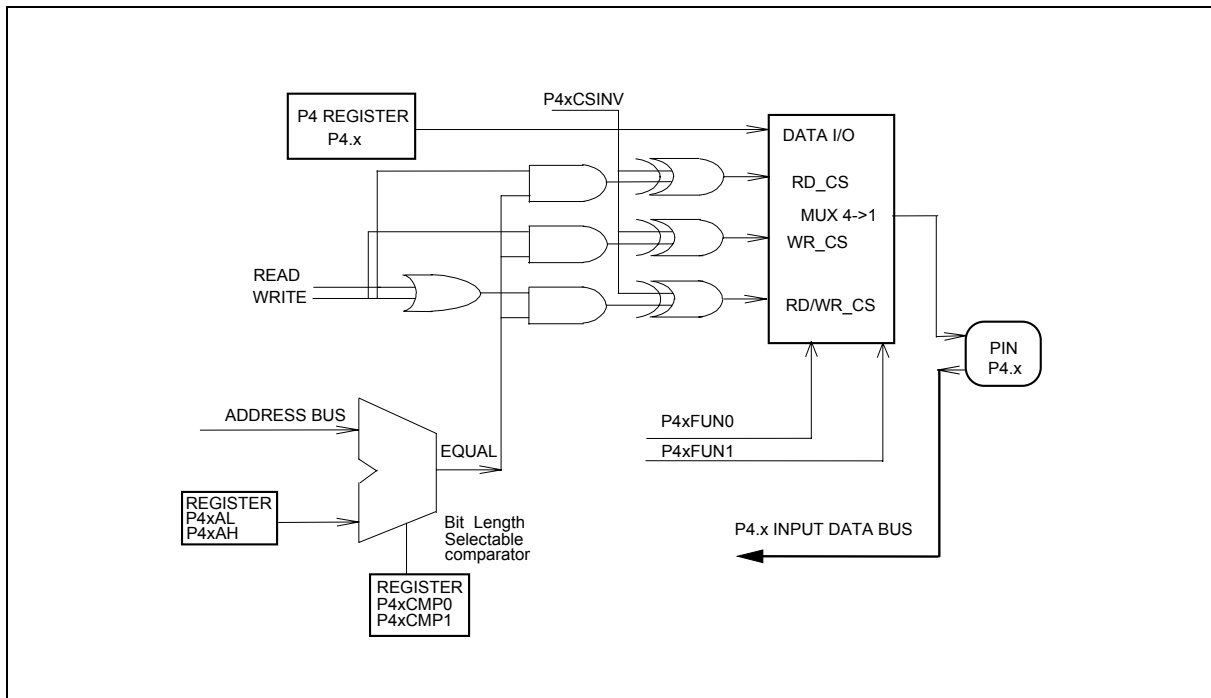 P4xCSINV
P4 REGISTER
P4.x
DATA I/O
RD_CS
MUX 4->1
WR_CS
READ
WRITE
RD/WR_CS
PIN
P4.x
ADDRESS BUS
P4xFUN0
EQUAL
P4xFUN1
REGISTER
P4xAL
P4xAH
Bit Length
Selectable
comparator
P4.x INPUT DATA BUS
REGISTER
P4xCMP0
P4xCMP1